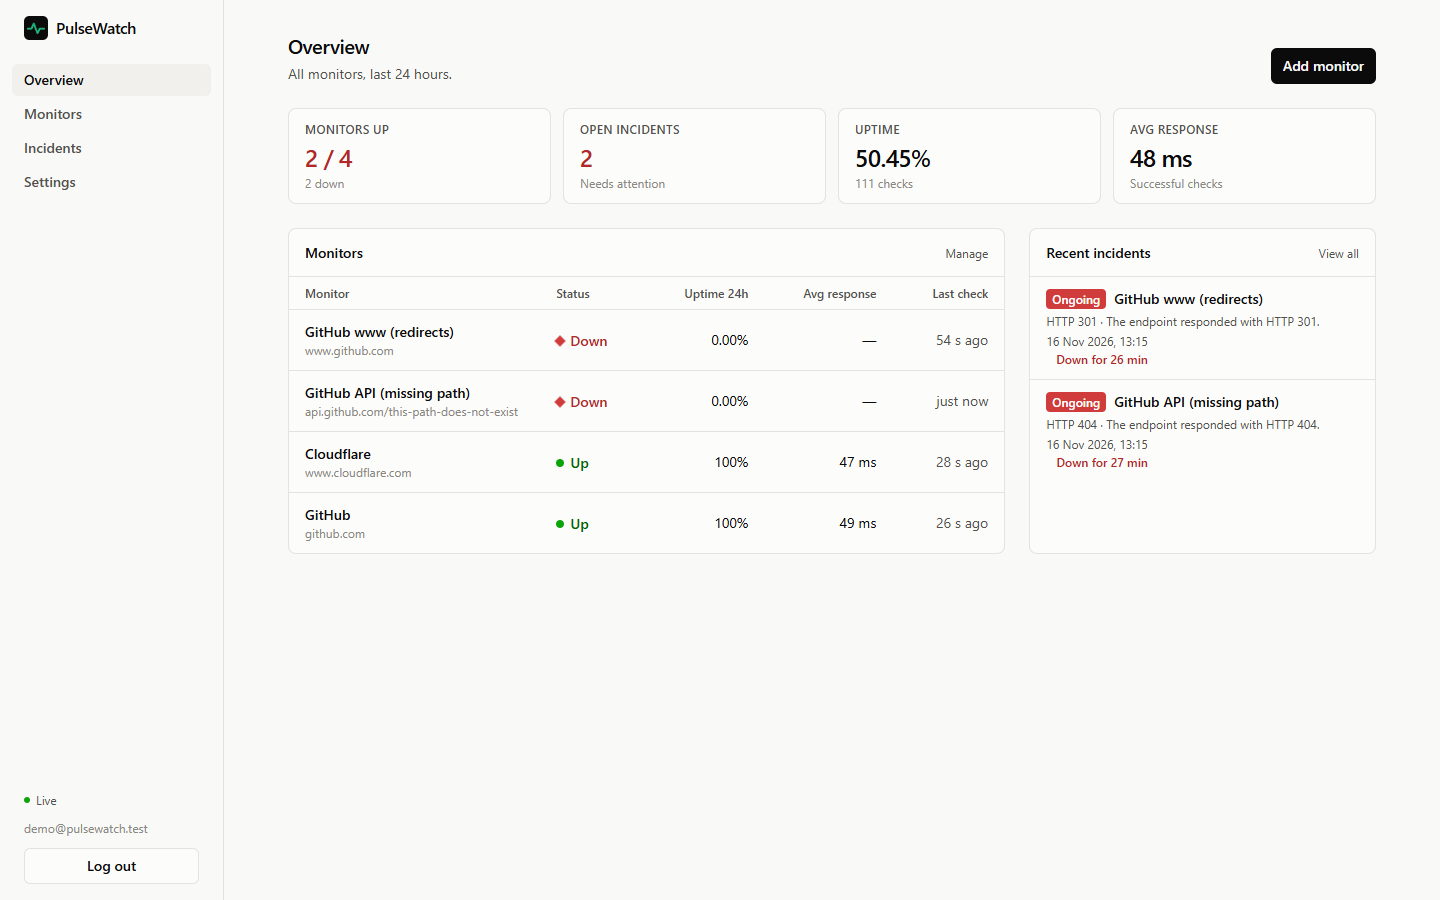 PulseWatch
Overview
Monitors
Incidents
Settings
Live
demo@pulsewatch.test
Log out
Overview
All monitors, last 24 hours.
Add monitor
MONITORS UP
2 / 4
2 down
OPEN INCIDENTS
2
Needs attention
UPTIME
50.45%
111 checks
AVG RESPONSE
48 ms
Successful checks
Monitors Manage
Monitor Status Uptime 24h Avg response Last check
GitHub www (redirects)
www.github.com
Down 0.00% — 54 s ago
GitHub API (missing path)
api.github.com/this-path-does-not-exist
Down 0.00% — just now
Cloudflare
www.cloudflare.com
Up 100% 47 ms 28 s ago
GitHub
github.com
Up 100% 49 ms 26 s ago
Recent incidents View all
Ongoing GitHub www (redirects)
HTTP 301 · The endpoint responded with HTTP 301.
16 Nov 2026, 13:15
Down for 26 min
Ongoing GitHub API (missing path)
HTTP 404 · The endpoint responded with HTTP 404.
16 Nov 2026, 13:15
Down for 27 min